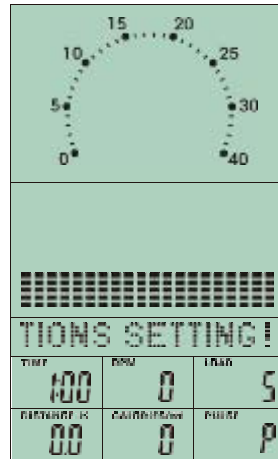 15 20
10 25
5 30
0 40
TIONS SETTING!
TIME RPM LOAD
1:00 0 5
DISTANCE K CALORIES/ PULSE
0.0 0 P